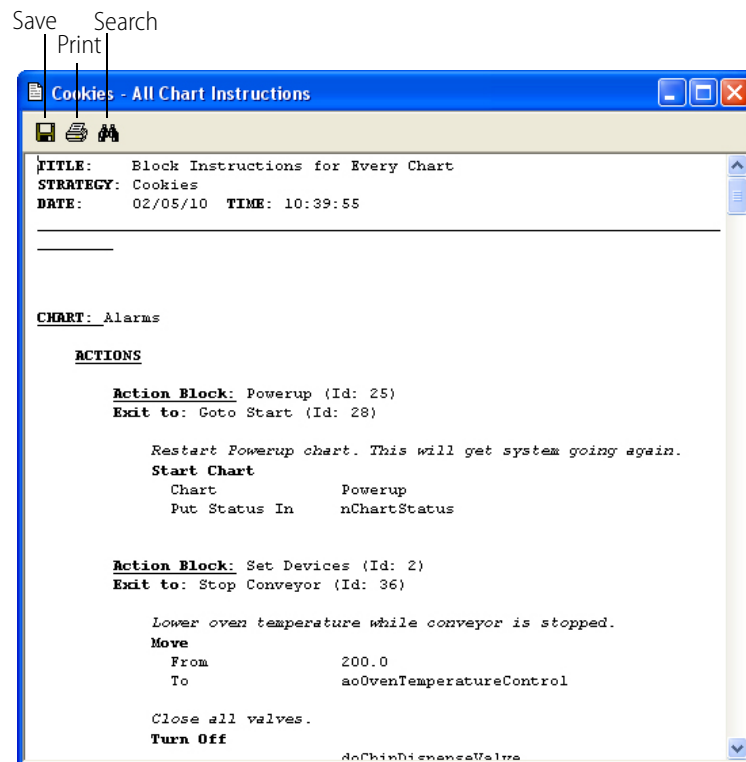 Save
Search
Print
Cookies - All Chart Instructions
TITLE: Block Instructions for Every Chart
STRATEGY: Cookies
DATE: 02/05/10 TIME: 10:39:55
CHART: Alarms
ACTIONS
Action Block: Powerup (Id: 25)
Exit to: Goto Start (Id: 28)
Restart Powerup chart. This will get system going again.
Start Chart
Chart Powerup
Put Status In nChartStatus
Action Block: Set Devices (Id: 2)
Exit to: Stop Conveyor (Id: 36)
Lower oven temperature while conveyor is stopped.
Move
From 200.0
To aoOvenTemperatureControl
Close all valves.
Turn Off
doChipDispenseValve